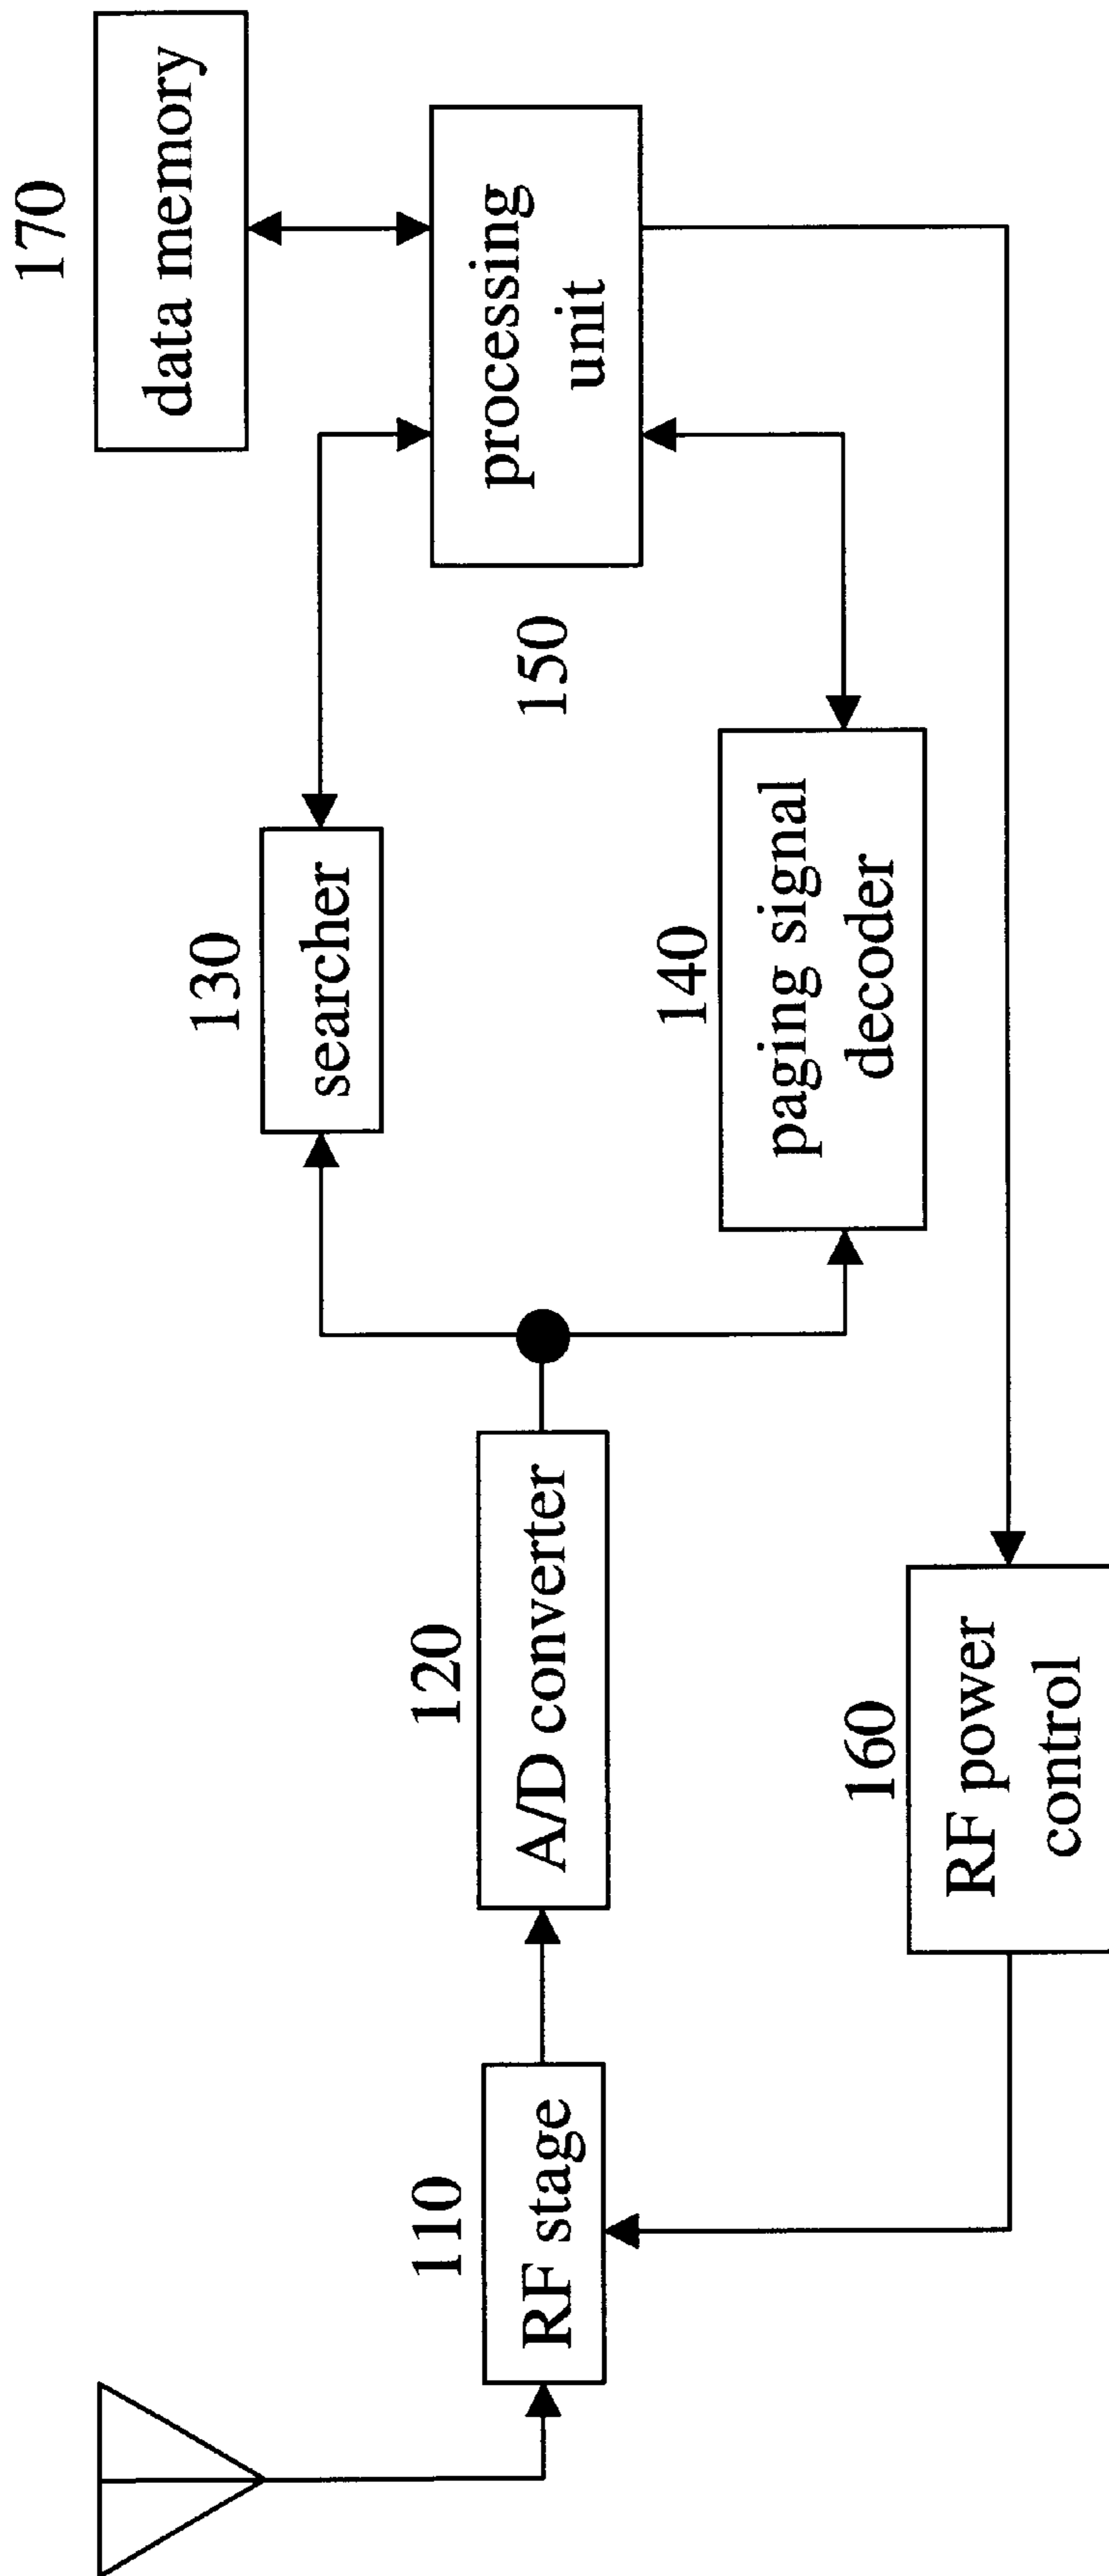 170
data memory
130
searcher
processing
unit
150
110
RF stage
120
A/D converter
140
paging signal
decoder
160
RF power
control